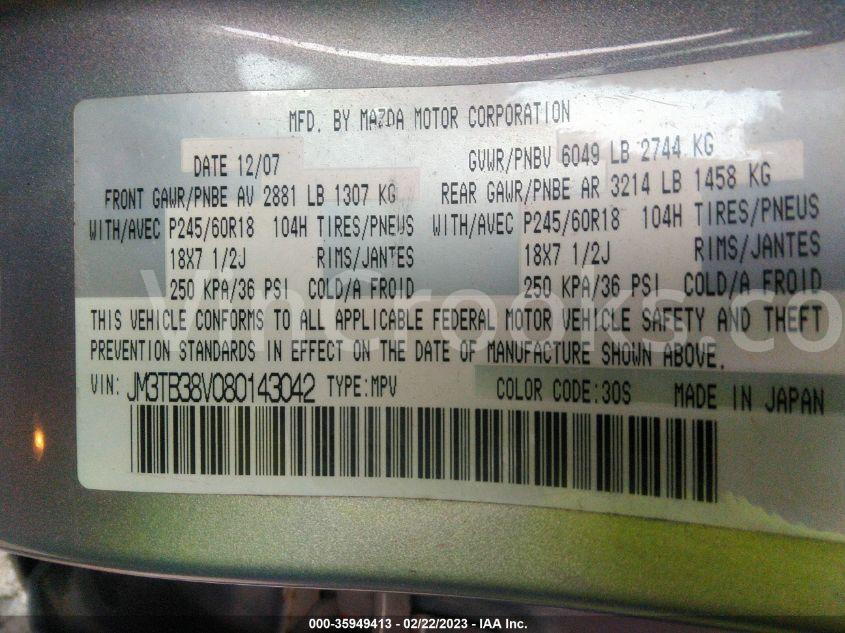 MFD. BY MAZDA MOTOR CORPORATION
DATE 12/07 GVWR/PNBV 6049 LB 2744 KG
FRONT GAWR/PNBE AV 2881 LB 1307 KG REAR GAWR/PNBE AR 3214 LB 1458 KG
WITH/AVEC P245/60R18 104H TIRES/PNEUS WITH/AVEC P245/60R18 104H TIRES/PNEUS
18X7 1/2J RIMS/JANTES 18X7 1/2J RIMS/JANTES
250 KPA/36 PSI COLD/A FROID 250 KPA/36 PSI COLD/A FROID
VinCrooks.co
THIS VEHICLE CONFORMS TO ALL APPLICABLE FEDERAL MOTOR VEHICLE SAFETY AND THEFT
PREVENTION STANDARDS IN EFFECT ON THE DATE OF MANUFACTURE SHOWN ABOVE.
VIN: JM3TB38V080143042 TYPE:MPV COLOR CODE:30S MADE IN JAPAN
000-35949413 - 02/22/2023 - IAA Inc.